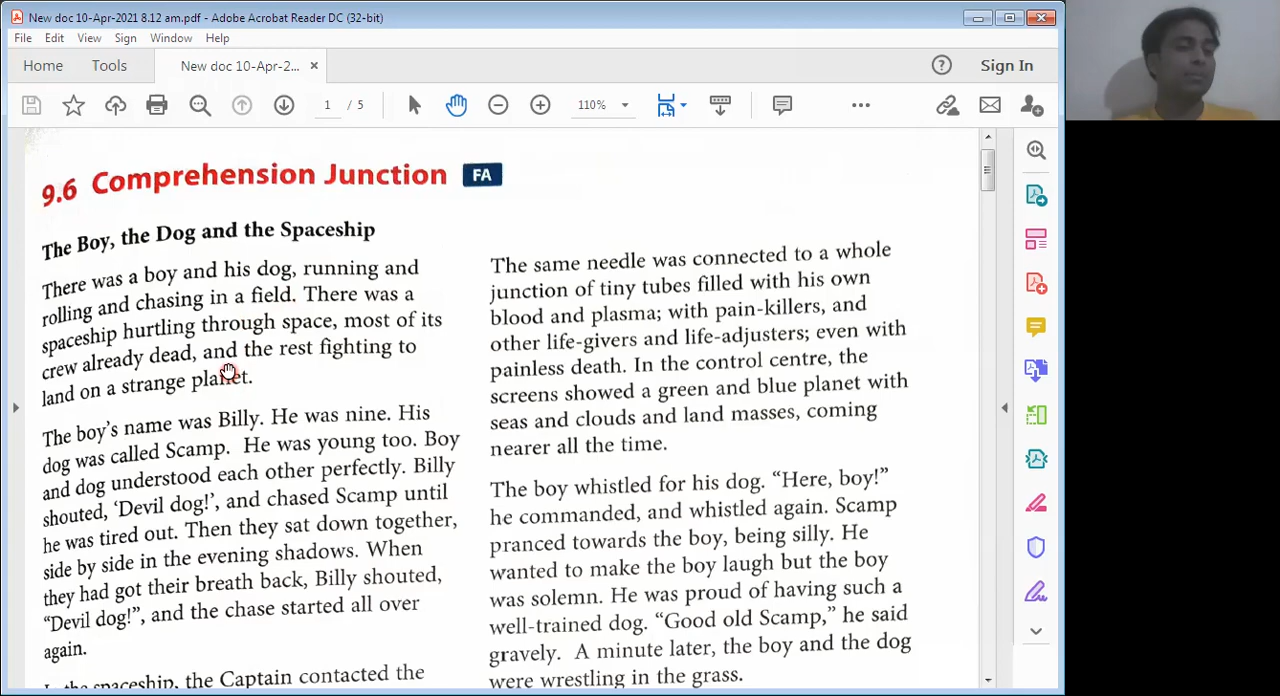 New doc 10-Apr-2021 8.12 am.pdf - Adobe Acrobat Reader DC (32-bit)
File Edit View Sign Window Help
Home Tools New doc 10-Apr-2... × Sign In
1 / 5 110%
9.6 Comprehension Junction FA
The Boy, the Dog and the Spaceship
There was a boy and his dog, running and
rolling and chasing in a field. There was a
spaceship hurtling through space, most of its
crew already dead, and the rest fighting to
land on a strange planet.
The boy's name was Billy. He was nine. His
dog was called Scamp. He was young too. Boy
and dog understood each other perfectly. Billy
shouted, 'Devil dog!', and chased Scamp until
he was tired out. Then they sat down together,
side by side in the evening shadows. When
they had got their breath back, Billy shouted,
"Devil dog!", and the chase started all over
again.
In the spaceship, the Captain contacted the
The same needle was connected to a whole
junction of tiny tubes filled with his own
blood and plasma; with pain-killers, and
other life-givers and life-adjusters; even with
painless death. In the control centre, the
screens showed a green and blue planet with
seas and clouds and land masses, coming
nearer all the time.
The boy whistled for his dog. "Here, boy!"
he commanded, and whistled again. Scamp
pranced towards the boy, being silly. He
wanted to make the boy laugh but the boy
was solemn. He was proud of having such a
well-trained dog. "Good old Scamp," he said
gravely. A minute later, the boy and the dog
were wrestling in the grass.